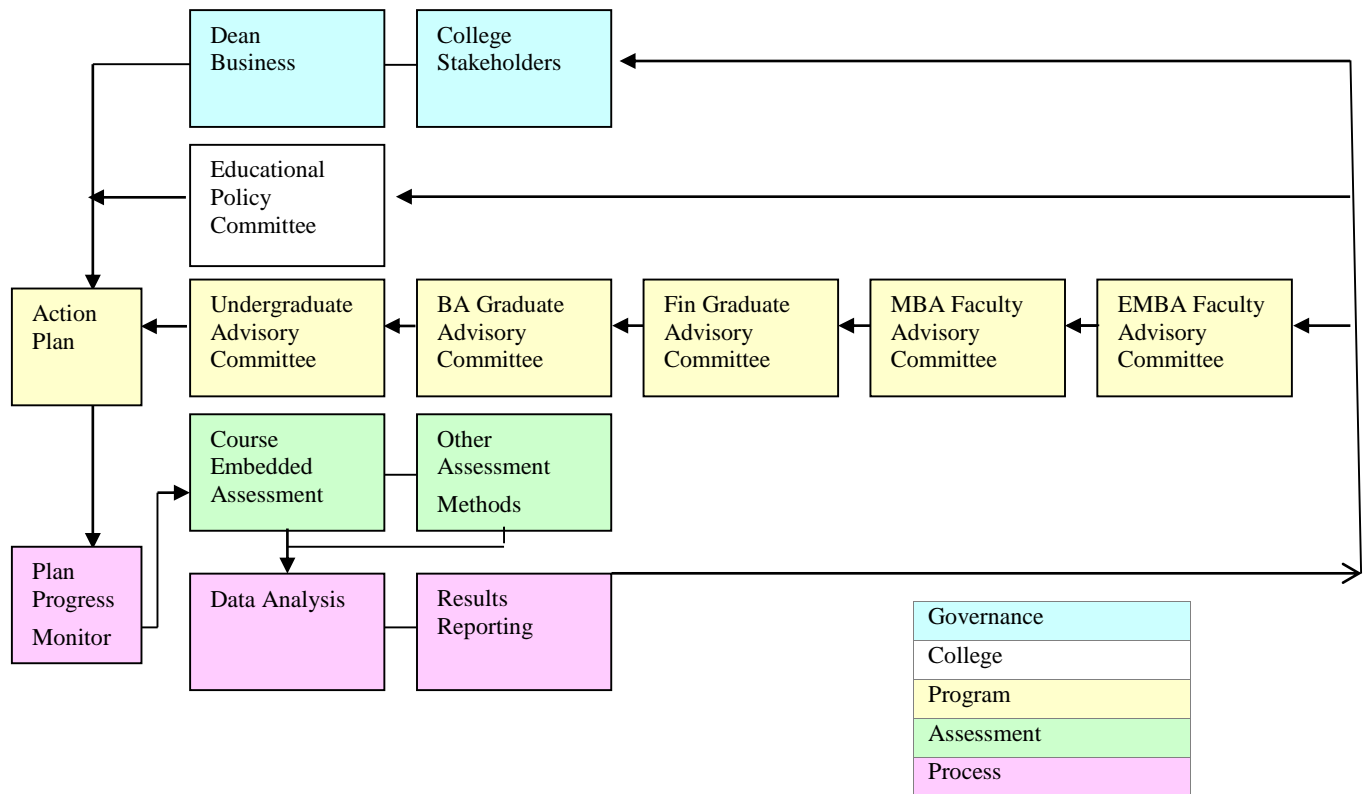 Dean
Business
College
Stakeholders
Educational
Policy
Committee
Action
Plan
Undergraduate
Advisory
Committee
BA Graduate
Advisory
Committee
Fin Graduate
Advisory
Committee
MBA Faculty
Advisory
Committee
EMBA Faculty
Advisory
Committee
Course
Embedded
Assessment
Other
Assessment
Methods
Plan
Progress
Monitor
Data Analysis
Results
Reporting
Governance
College
Program
Assessment
Process